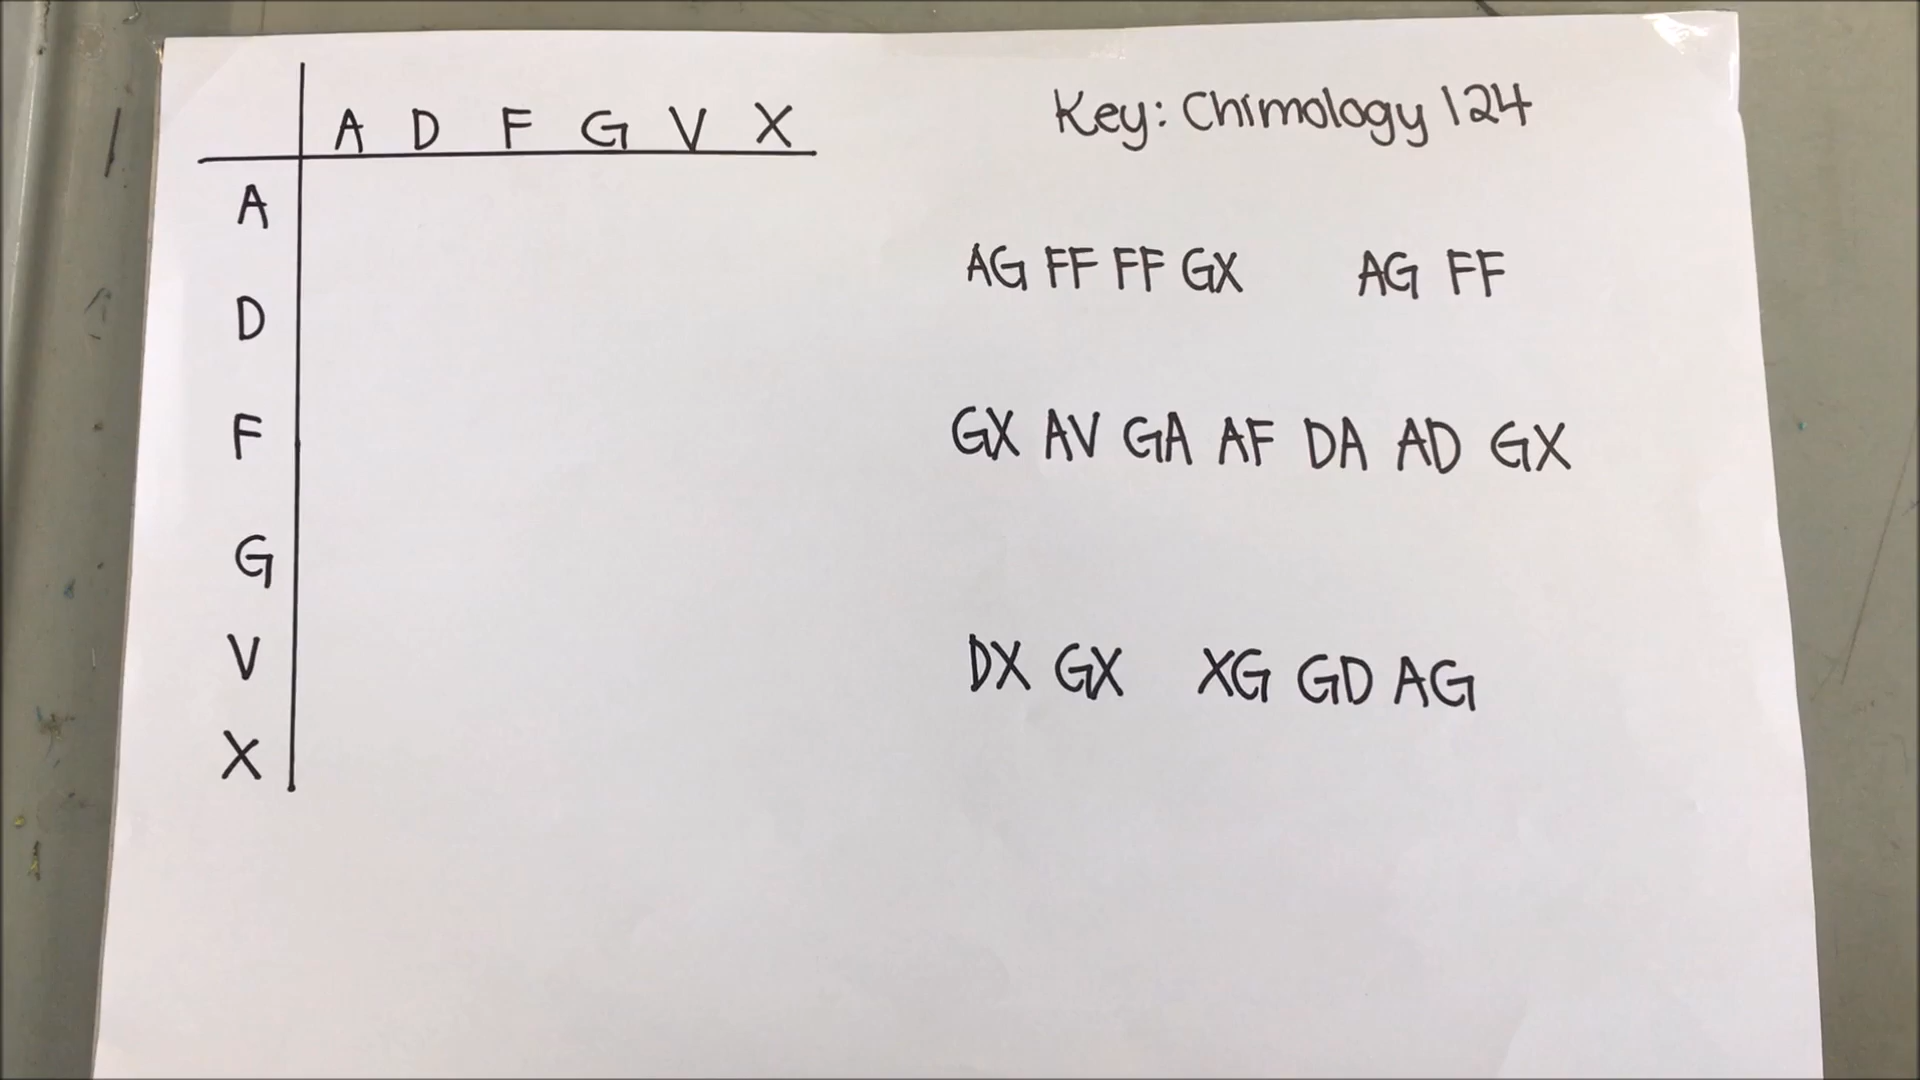 A D F G V X
A
D
F
G
V
X
Key: Chimology 124
AG FF FF GX AG FF
GX AV GA AF DA AD GX
DX GX XG GD AG